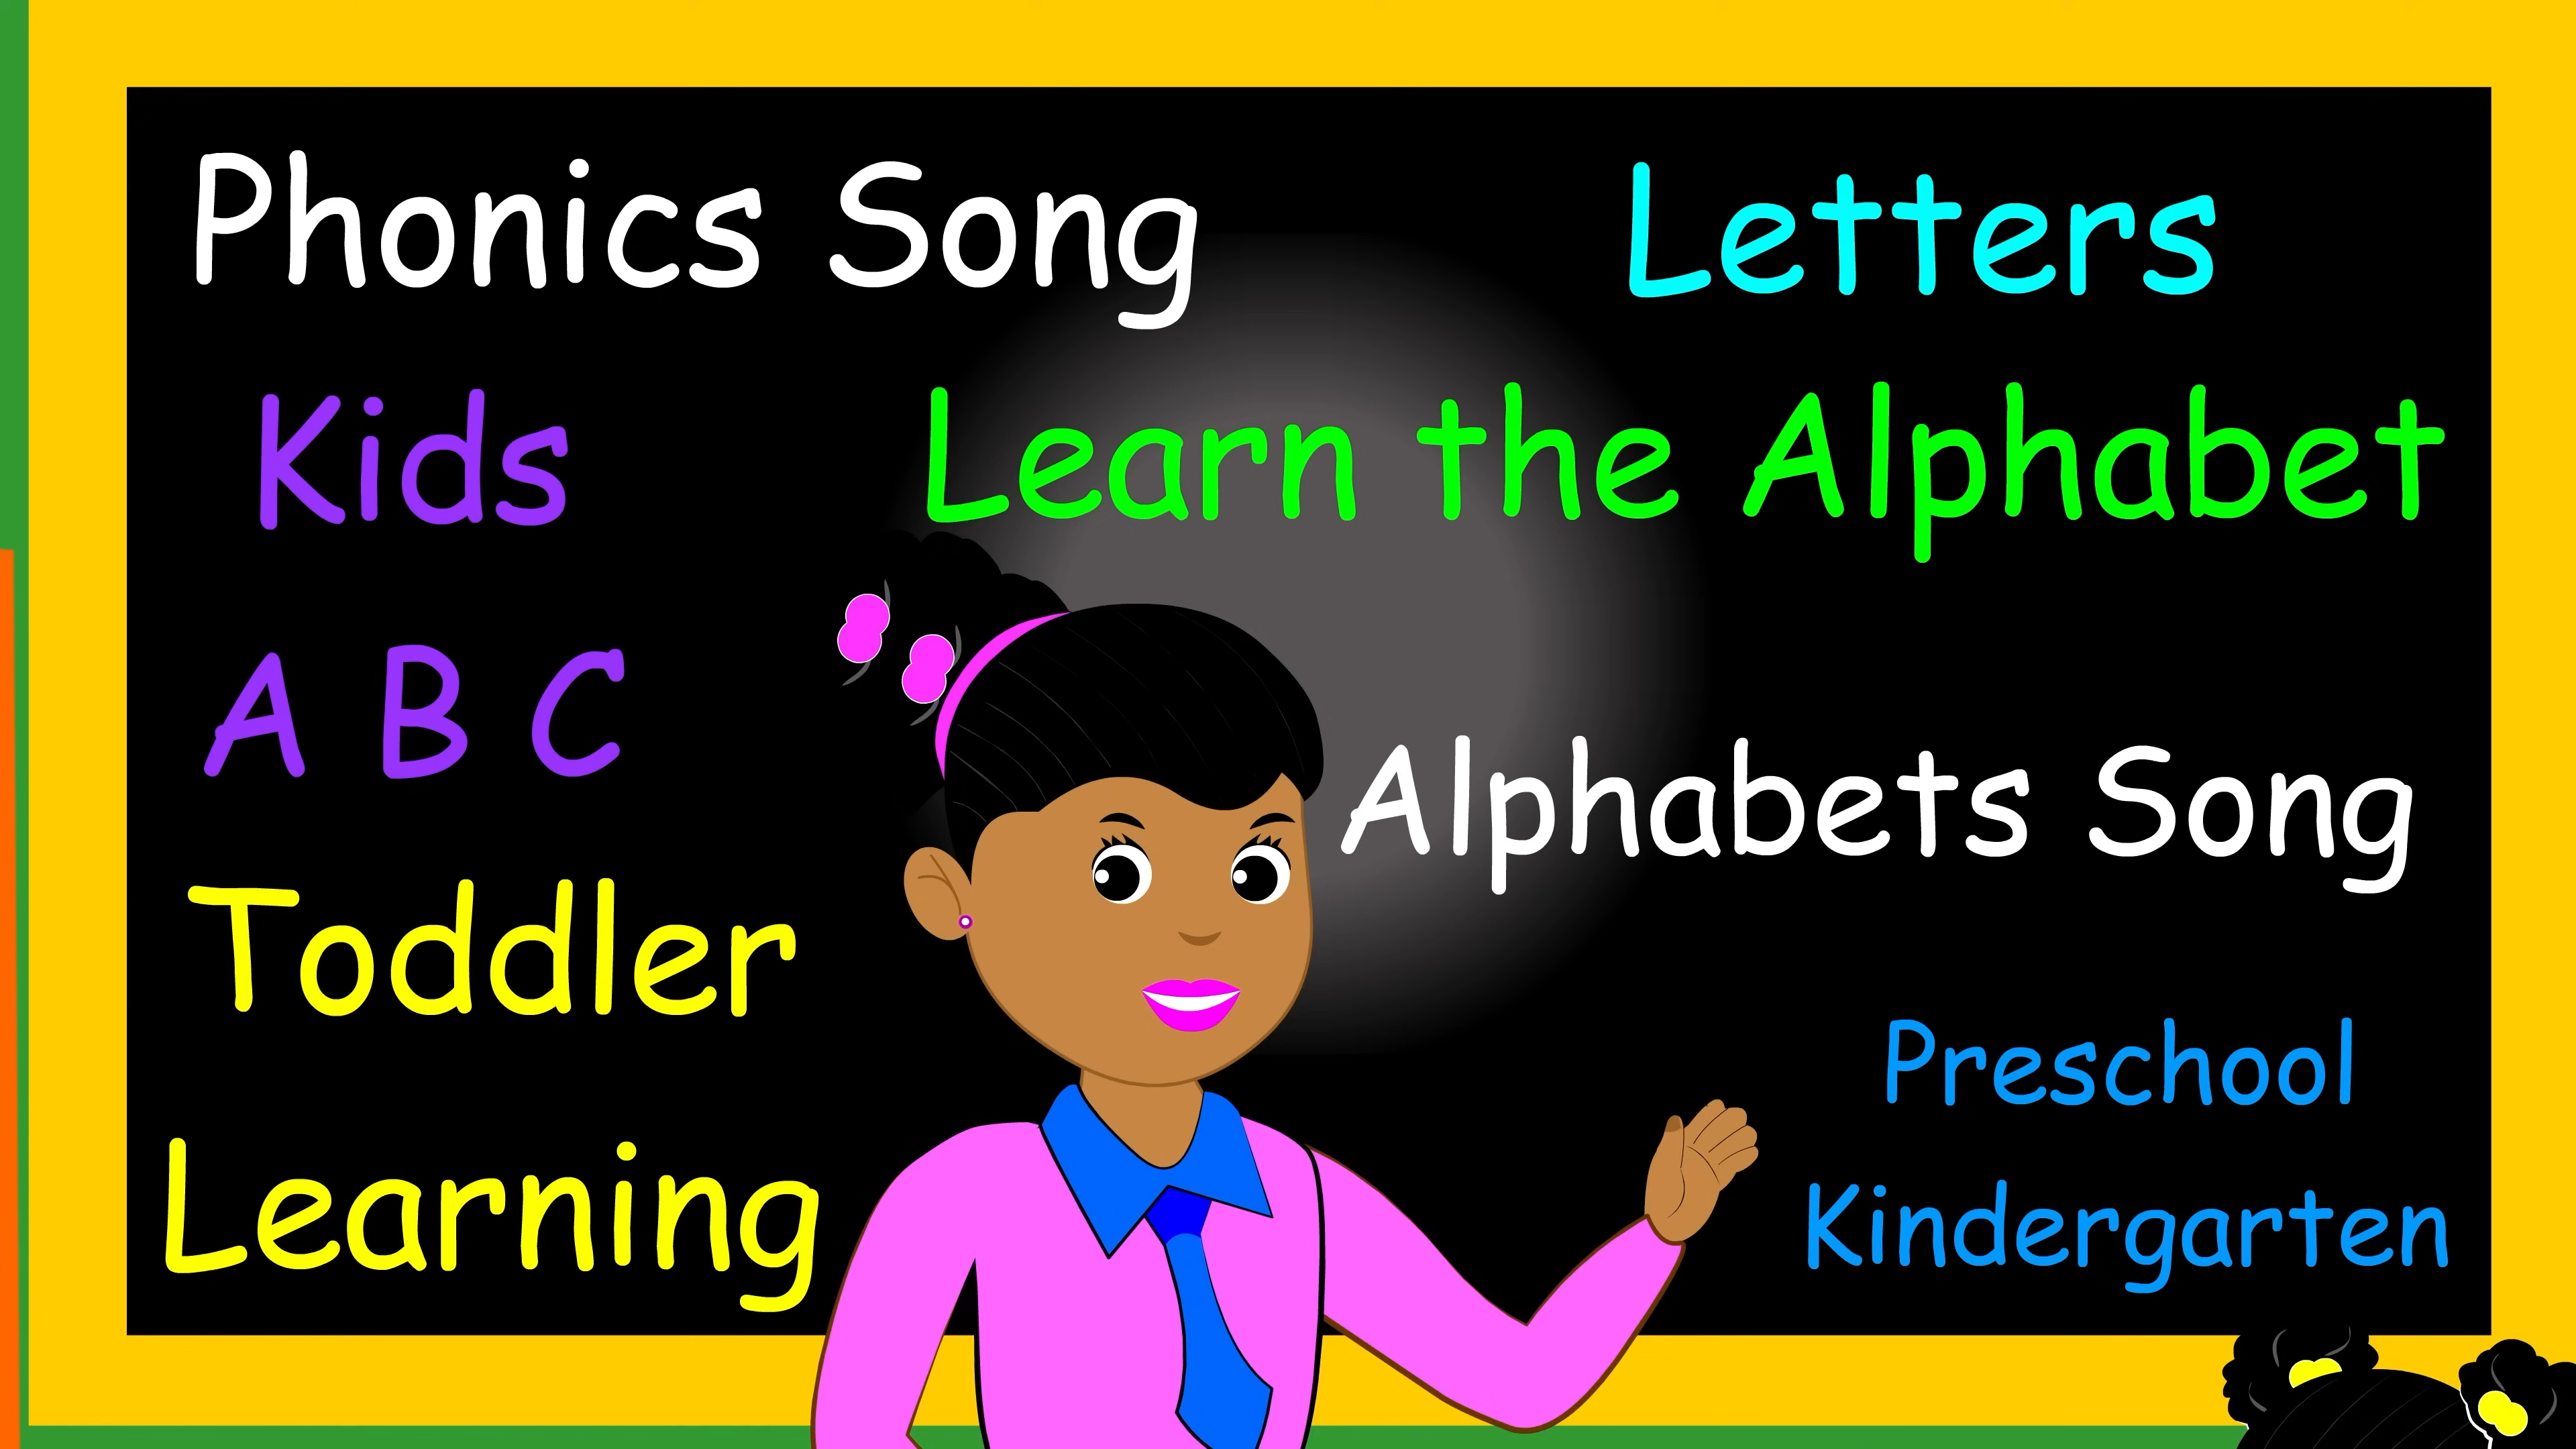 Phonics Song
Letters
Kids
Learn the Alphabet
A B C
Alphabets Song
Toddler
Learning
Preschool
Kindergarten